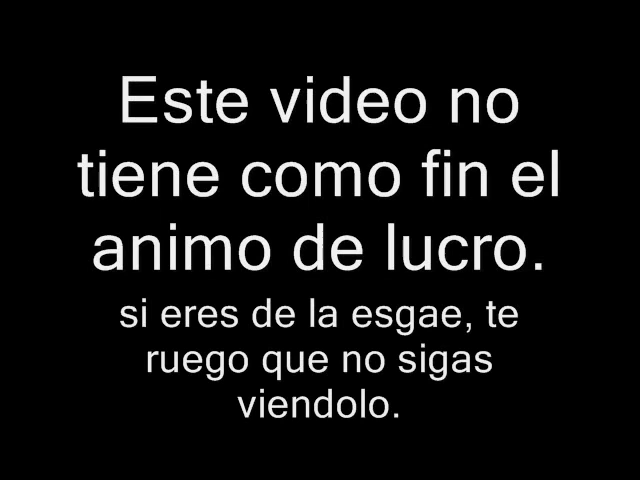 Este video no
tiene como fin el
animo de lucro.
si eres de la esgae, te
ruego que no sigas
viendolo.